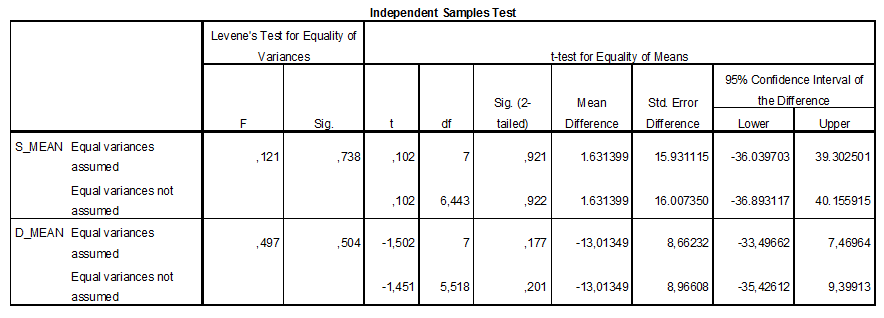 Independent Samples Test
Levene's Test for Equality of Variances
t-test for Equality of Means
F
Sig.
t
df
Sig. (2-tailed)
Mean Difference
Std. Error Difference
95% Confidence Interval of the Difference
Lower
Upper
S_MEAN Equal variances assumed ,121 ,738 ,102 7 ,921 1.631399 15.931115 -36.039703 39.302501
Equal variances not assumed ,102 6,443 ,922 1.631399 16.007350 -36.893117 40.155915
D_MEAN Equal variances assumed ,497 ,504 -1,502 7 ,177 -13,01349 8,66232 -33,49662 7,46964
Equal variances not assumed -1,451 5,518 ,201 -13,01349 8,96608 -35,42612 9,39913